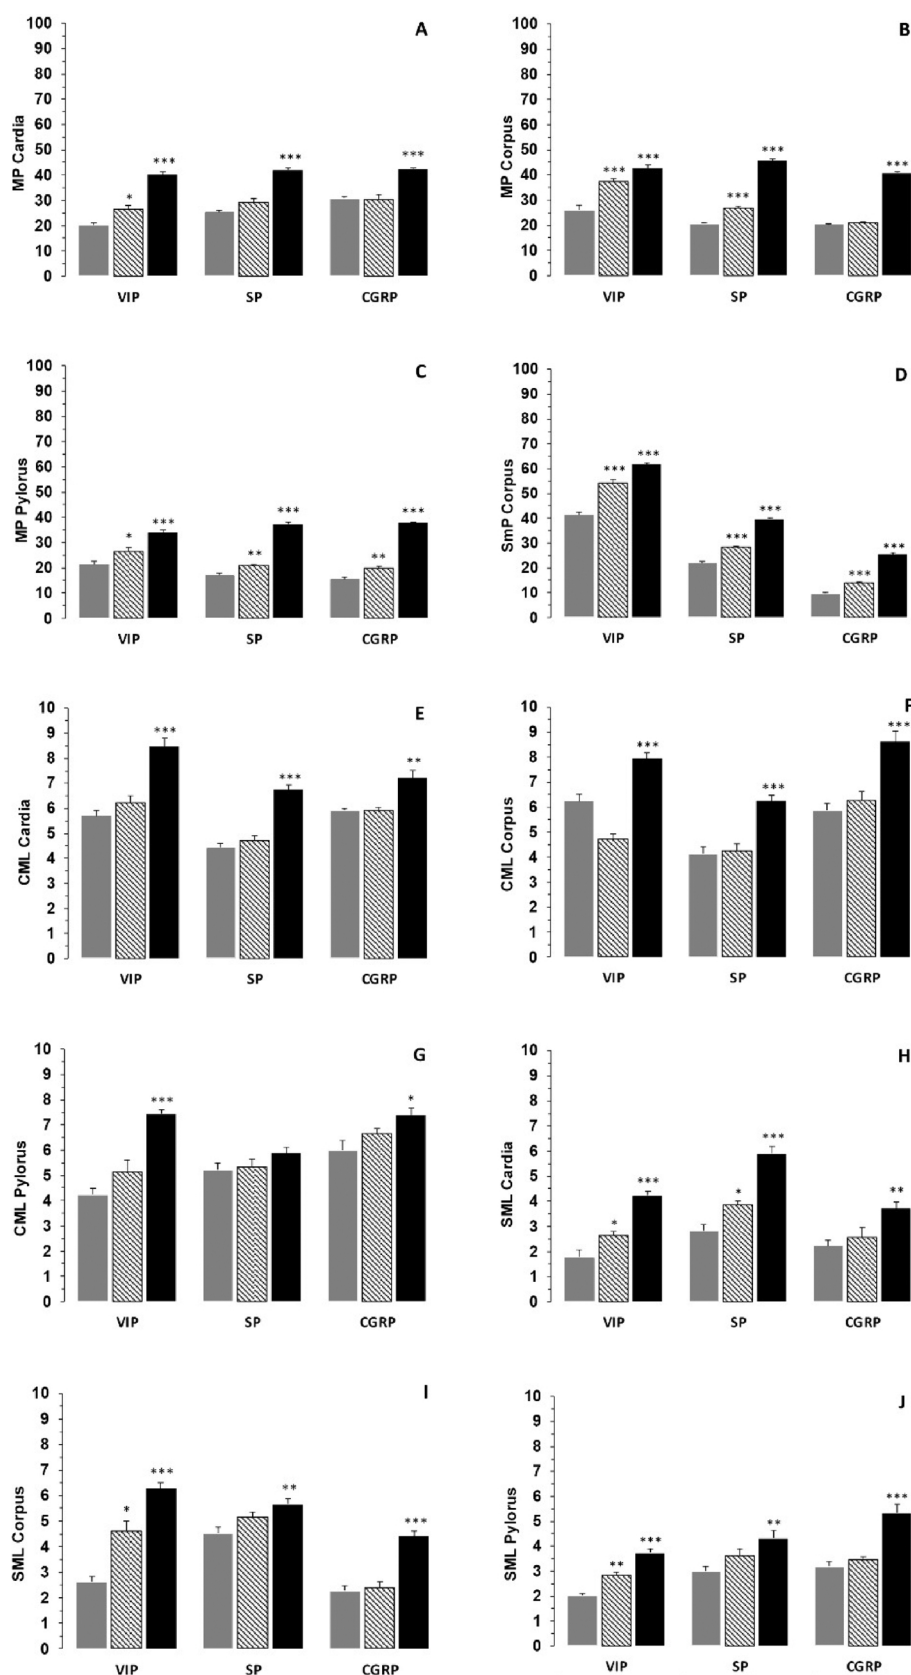 A
MP Cardia
100
90
80
70
60
50
40
30
20
10
0
* *** *** ***
VIP SP CGRP
B
MP Corpus
100
90
80
70
60
50
40
30
20
10
0
*** *** *** *** ***
VIP SP CGRP
C
MP Pylorus
100
90
80
70
60
50
40
30
20
10
0
* *** ** *** ** ***
VIP SP CGRP
D
SmP Corpus
100
90
80
70
60
50
40
30
20
10
0
*** *** *** *** *** ***
VIP SP CGRP
E
CML Cardia
10
9
8
7
6
5
4
3
2
1
0
*** *** **
VIP SP CGRP
F
CML Corpus
10
9
8
7
6
5
4
3
2
1
0
*** *** ***
VIP SP CGRP
G
CML Pylorus
10
9
8
7
6
5
4
3
2
1
0
*** *
VIP SP CGRP
H
SML Cardia
10
9
8
7
6
5
4
3
2
1
0
* *** * *** **
VIP SP CGRP
I
SML Corpus
10
9
8
7
6
5
4
3
2
1
0
* *** ** ***
VIP SP CGRP
J
SML Pylorus
10
9
8
7
6
5
4
3
2
1
0
** *** ** ***
VIP SP CGRP